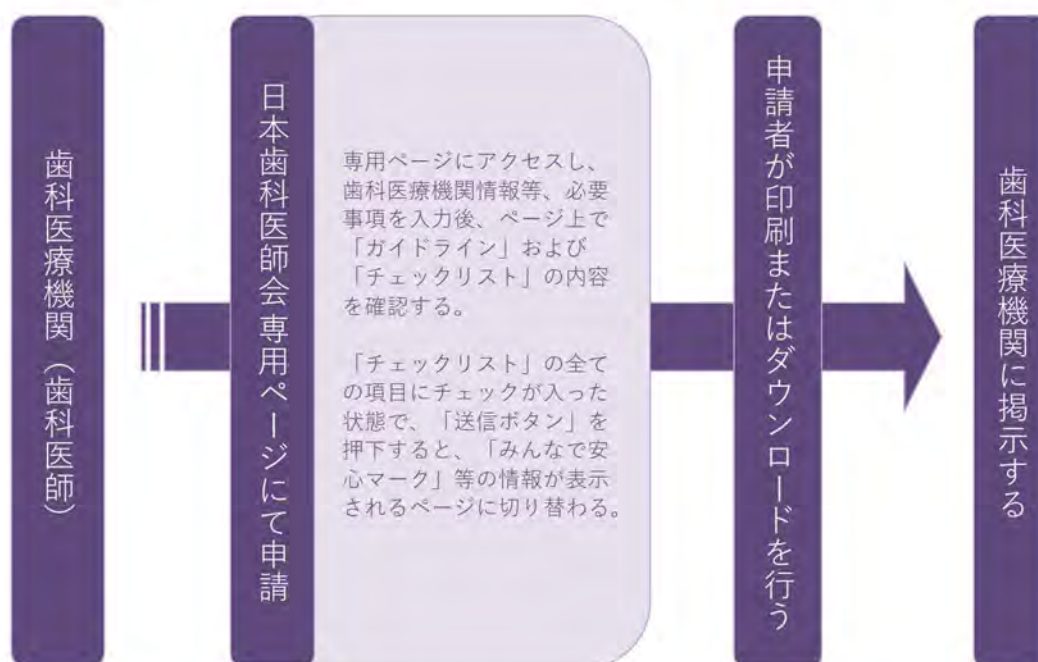 歯科医療機関（歯科医師）
日本歯科医師会専用ページにて申請
専用ページにアクセスし、
歯科医療機関情報等、必要
事項を入力後、ページ上で
「ガイドライン」および
「チェックリスト」の内容
を確認する。
「チェックリスト」の全て
の項目にチェックが入った
状態で、「送信ボタン」を
押下すると、「みんなで安
心マーク」等の情報が表示
されるページに切り替わる。
申請者が印刷またはダウンロードを行う
歯科医療機関に掲示する